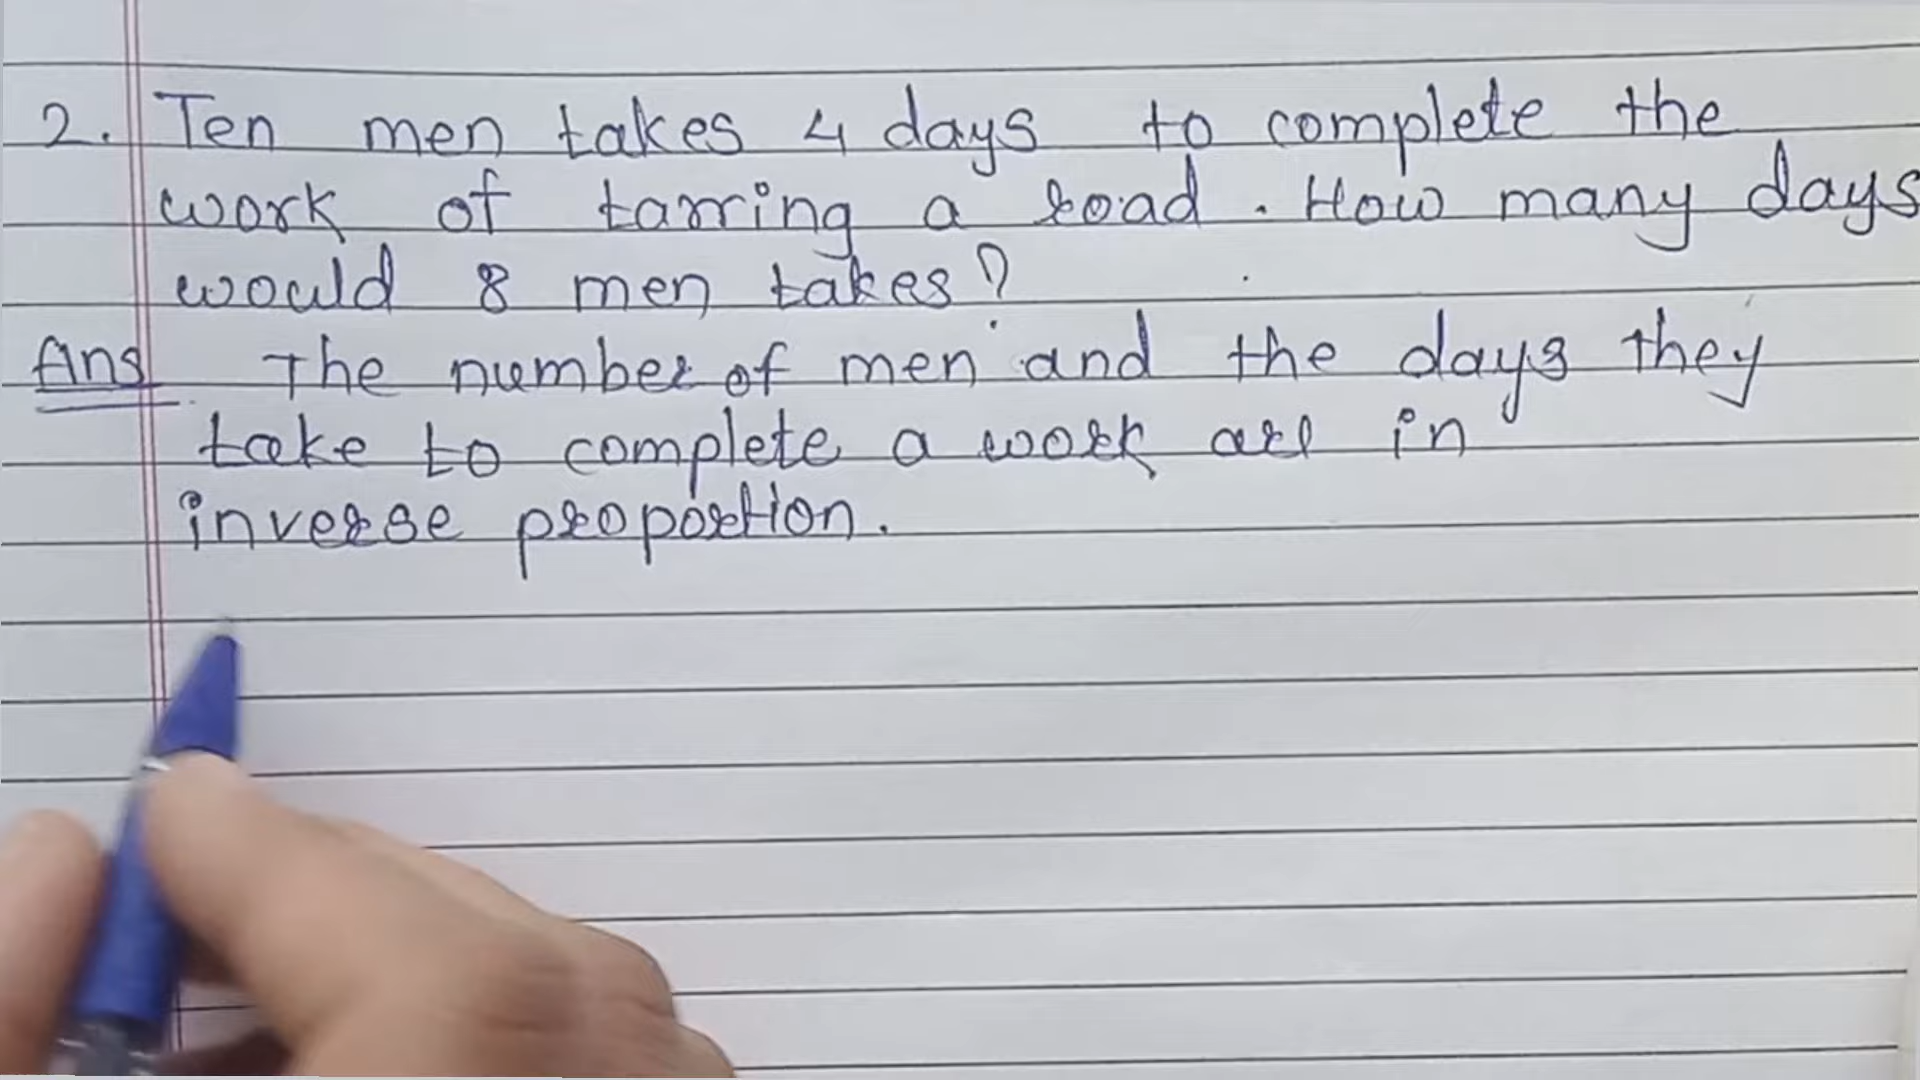 2. Ten men takes 4 days to complete the
work of tarring a road. How many days
would 8 men takes?
Ans The number of men and the days they
take to complete a work are in
inverse proportion.